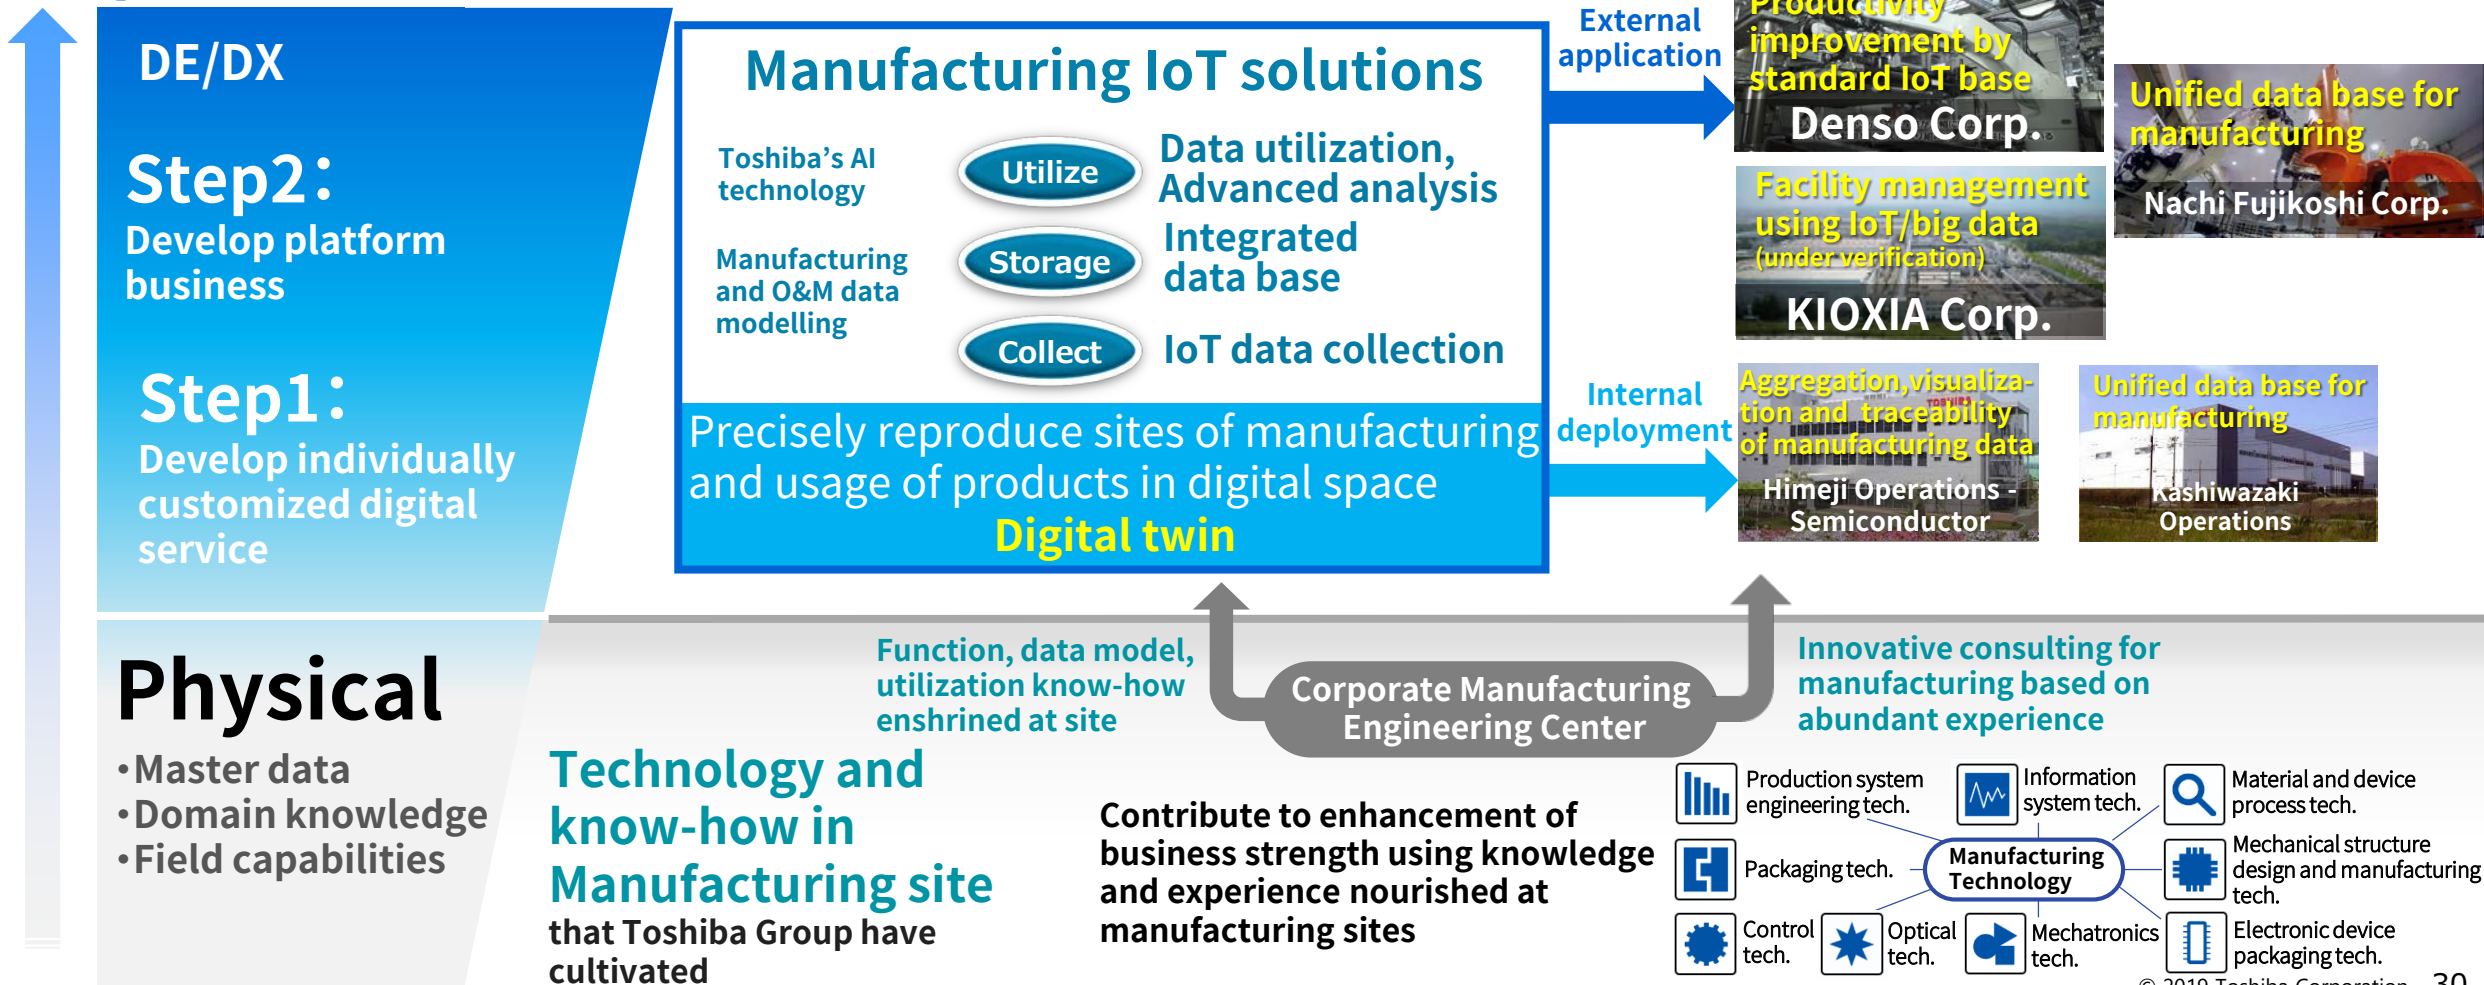 DE/DX
Step2：
Develop platform
business
Step1：
Develop individually
customized digital
service
Physical
・Master data
・Domain knowledge
・Field capabilities
Manufacturing IoT solutions
Toshiba’s AI
technology
Utilize
Data utilization,
Advanced analysis
Manufacturing
and O&M data
modelling
Storage
Integrated
data base
Collect
IoT data collection
Precisely reproduce sites of manufacturing
and usage of products in digital space
Digital twin
External
application
Productivity
improvement by
standard IoT base
Denso Corp.
Unified data base for
manufacturing
Nachi Fujikoshi Corp.
Facility management
using IoT/big data
(under verification)
KIOXIA Corp.
Internal
deployment
Aggregation,visualiza-
tion and traceability
of manufacturing data
TOSHIBA
Himeji Operations -
Semiconductor
Unified data base for
manufacturing
Kashiwazaki
Operations
Function, data model,
utilization know-how
enshrined at site
Corporate Manufacturing
Engineering Center
Innovative consulting for
manufacturing based on
abundant experience
Technology and
know-how in
Manufacturing site
that Toshiba Group have
cultivated
Contribute to enhancement of
business strength using knowledge
and experience nourished at
manufacturing sites
Production system
engineering tech.
Information
system tech.
Material and device
process tech.
Packaging tech.
Manufacturing
Technology
Mechanical structure
design and manufacturing
tech.
Control
tech.
Optical
tech.
Mechatronics
tech.
Electronic device
packaging tech.
© 2019 Toshiba Corporation 30